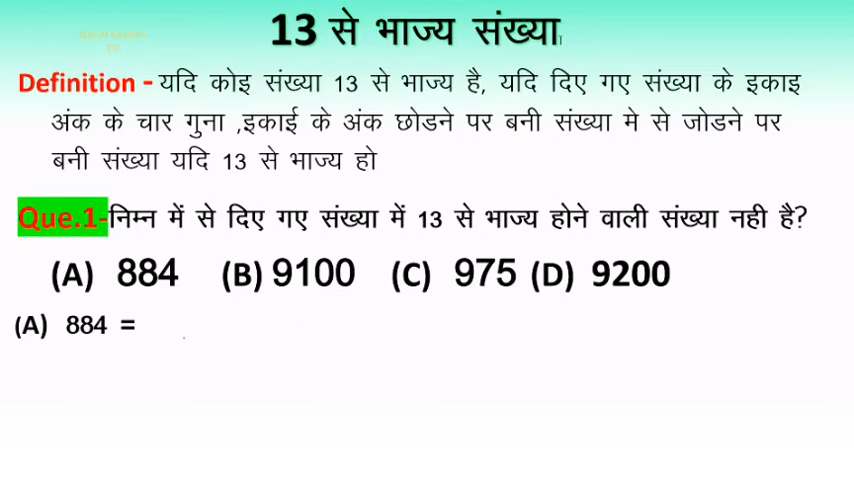 13 से भाज्य संख्या
Definition - यदि कोइ संख्या 13 से भाज्य है, यदि दिए गए संख्या के इकाइ
अंक के चार गुना ,इकाई के अंक छोडने पर बनी संख्या मे से जोडने पर
बनी संख्या यदि 13 से भाज्य हो
Que.1-निम्न में से दिए गए संख्या में 13 से भाज्य होने वाली संख्या नही है?
(A) 884 (B) 9100 (C) 975 (D) 9200
(A) 884 =